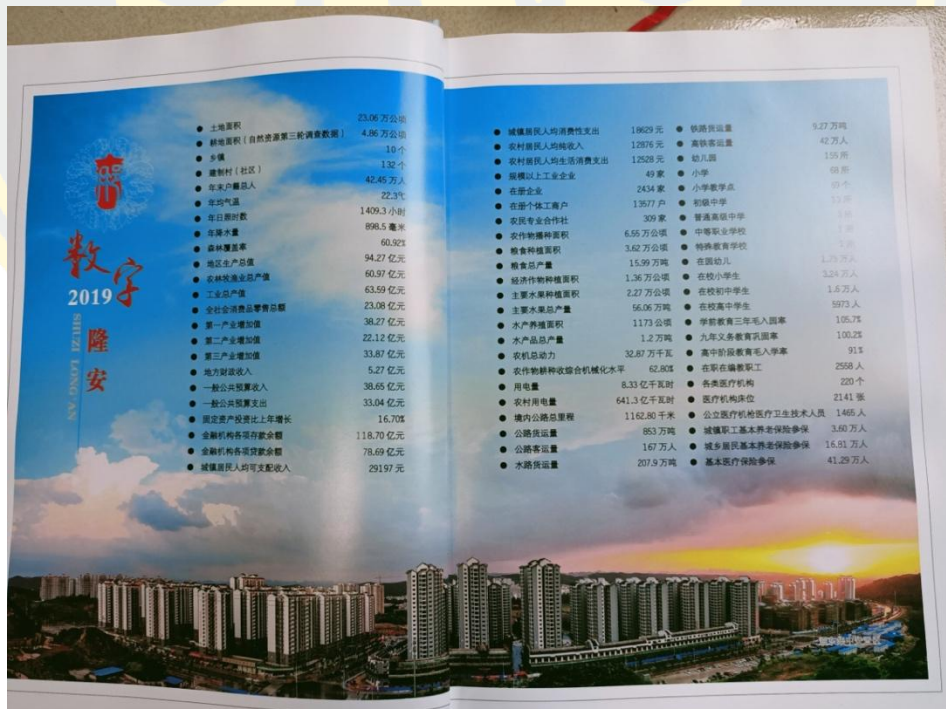 数字
2019
隆安
SHUZI LONG'AN
● 土地面积 23.06 万公顷
● 耕地面积（自然资源第三轮调查数据） 4.86 万公顷
● 乡镇 10 个
● 建制村（社区） 132 个
● 年末户籍总人 42.45 万人
● 年均气温 22.3℃
● 年日照时数 1409.3 小时
● 年降水量 898.5 毫米
● 森林覆盖率 60.92%
● 地区生产总值 94.27 亿元
● 农林牧渔业总产值 60.97 亿元
● 工业总产值 63.59 亿元
● 全社会消费品零售总额 23.08 亿元
● 第一产业增加值 38.27 亿元
● 第二产业增加值 22.12 亿元
● 第三产业增加值 33.87 亿元
● 地方财政收入 5.27 亿元
● 一般公共预算收入 38.65 亿元
● 一般公共预算支出 33.04 亿元
● 固定资产投资比上年增长 16.70%
● 金融机构各项存款余额 118.70 亿元
● 金融机构各项贷款余额 78.69 亿元
● 城镇居民人均可支配收入 29197 元
● 城镇居民人均消费性支出 18629 元
● 农村居民人均纯收入 12876 元
● 农村居民人均生活消费支出 12528 元
● 规模以上工业企业 49 家
● 在册企业 2434 家
● 在册个体工商户 13577 户
● 农民专业合作社 309 家
● 农作物播种面积 6.55 万公顷
● 粮食种植面积 3.62 万公顷
● 粮食总产量 15.99 万吨
● 经济作物种植面积 1.36 万公顷
● 主要水果种植面积 2.27 万公顷
● 主要水果总产量 56.06 万吨
● 水产养殖面积 1173 公顷
● 水产品总产量 1.2 万吨
● 农机总动力 32.87 万千瓦
● 农作物耕种收综合机械化水平 62.80%
● 用电量 8.33 亿千瓦时
● 农村用电量 641.3 亿千瓦时
● 境内公路总里程 1162.80 千米
● 公路货运量 853 万吨
● 公路客运量 167 万人
● 水路货运量 207.9 万吨
● 铁路货运量 9.27 万吨
● 高铁客运量 42 万人
● 幼儿园 155 所
● 小学 所
● 小学教学点 个
● 初级中学
● 普通高级中学
● 中等职业学校
● 特殊教育学校
● 在园幼儿 万人
● 在校小学生 3.24 万人
● 在校初中学生 1.6 万人
● 在校高中学生 5973 人
● 学前教育三年毛入园率 105.7%
● 九年义务教育巩固率 100.2%
● 高中阶段教育毛入学率 91%
● 在职在编教职工 2558 人
● 各类医疗机构 220 个
● 医疗机构床位 2141 张
● 公立医疗机枪医疗卫生技术人员 1465 人
● 城镇职工基本养老保险参保 3.60 万人
● 城乡居民基本养老保险参保 16.81 万人
● 基本医疗保险参保 41.29 万人